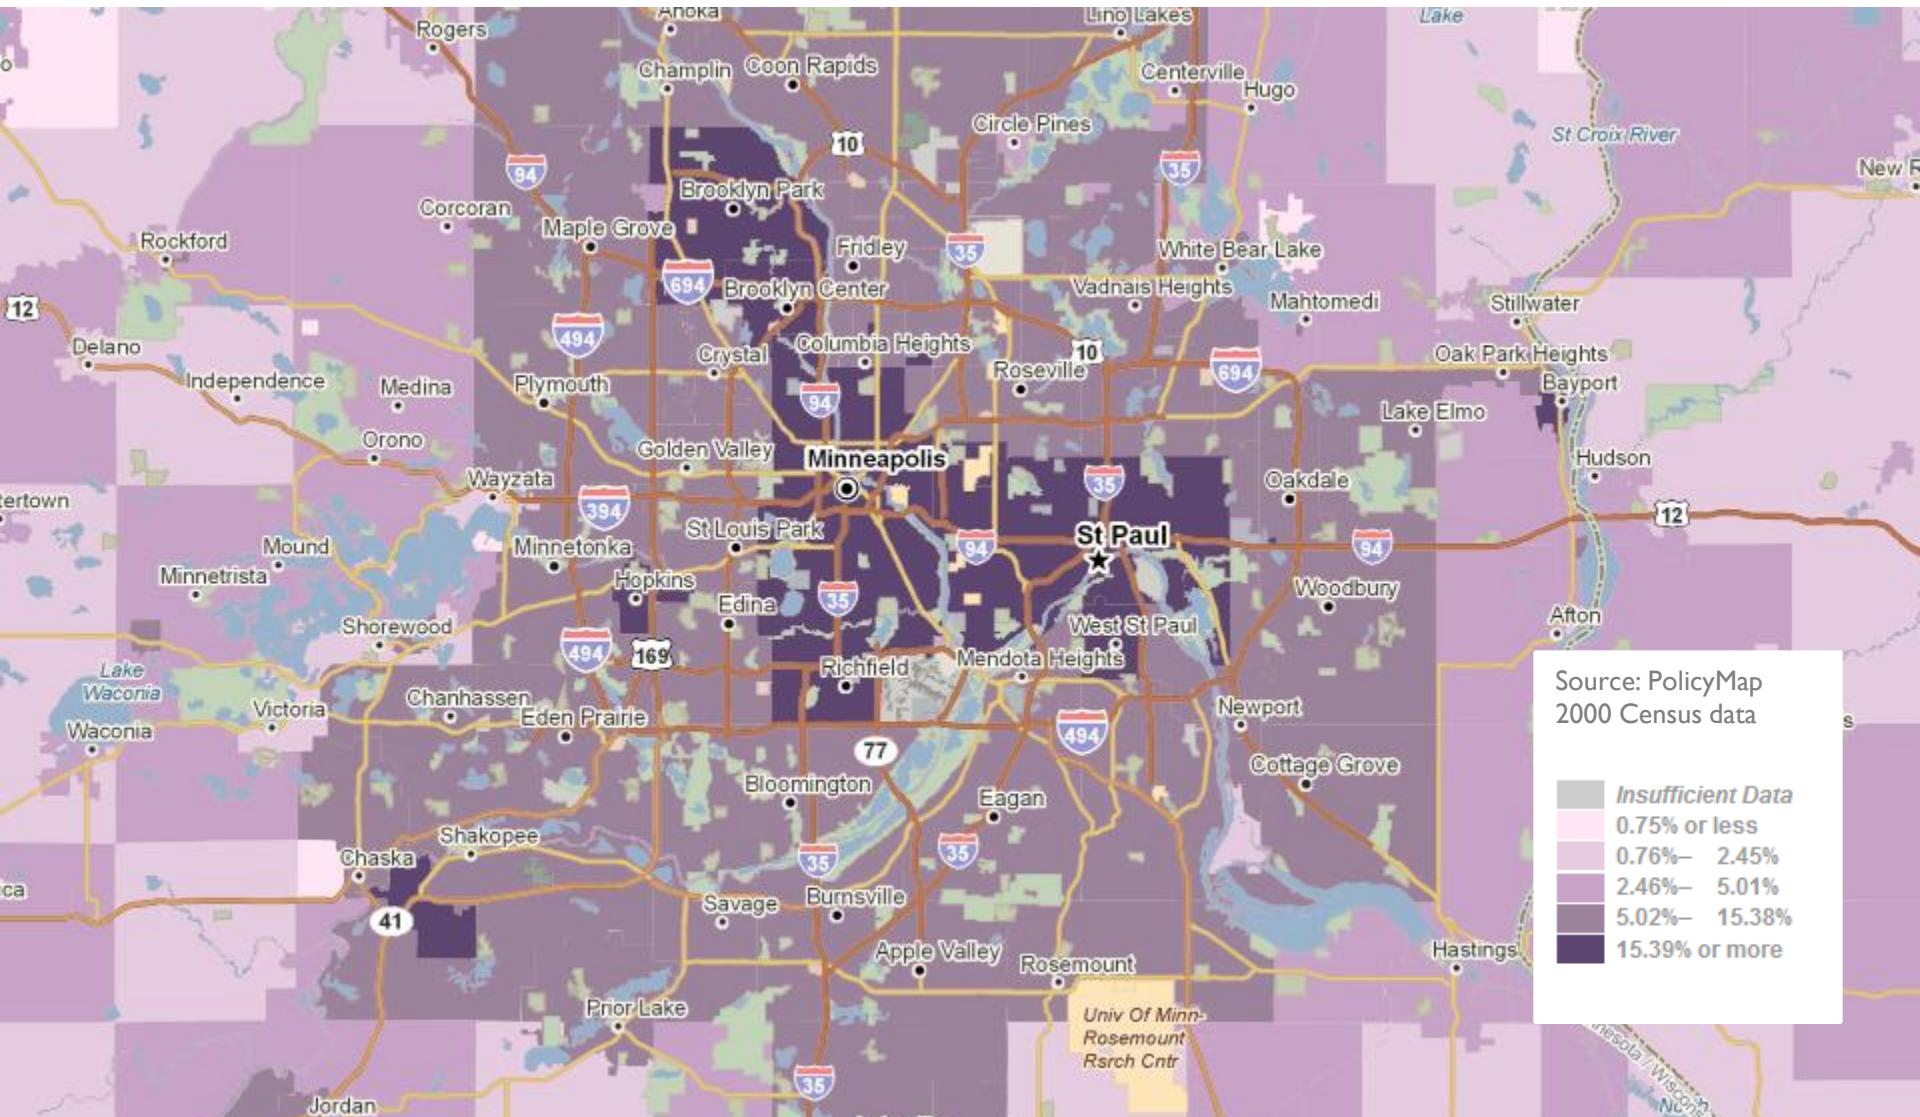 Anoka
Lino Lakes
Lake
Rogers
Champlin
Coon Rapids
Centerville
Hugo
Circle Pines
St Croix River
10
94
35
New R
Brooklyn Park
Corcoran
Maple Grove
Rockford
Fridley
35
White Bear Lake
694
Brooklyn Center
Vadnais Heights
Mahtomedi
Stillwater
12
494
Delano
Crystal
Columbia Heights
10
Roseville
694
Oak Park Heights
Bayport
Independence
Medina
Plymouth
94
Lake Elmo
Orono
Golden Valley
Minneapolis
Hudson
Wayzata
35
Oakdale
tertown
394
12
St Louis Park
St Paul
Mound
Minnetonka
94
94
Minnetrista
Hopkins
35
Woodbury
Edina
Shorewood
West St Paul
Afton
494
169
Richfield
Mendota Heights
Lake
Waconia
Chanhassen
Victoria
Eden Prairie
Newport
Waconia
494
77
Cottage Grove
Bloomington
Eagan
Shakopee
Chaska
35
35
ca
Savage
Burnsville
41
Apple Valley
Rosemount
Hastings
Prior Lake
Univ Of Minn-
Rosemount
Rsrch Cntr
35
Jordan
nesota / Wiscons
Source: PolicyMap
2000 Census data
s
Insufficient Data
0.75% or less
0.76%– 2.45%
2.46%– 5.01%
5.02%– 15.38%
15.39% or more